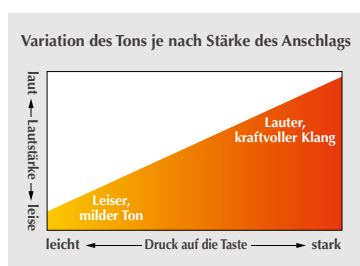 Variation des Tons je nach Stärke des Anschlags
laut
Lautstärke
leise
Lauter,
kraftvoller Klang
Leiser,
milder Ton
leicht Druck auf die Taste stark